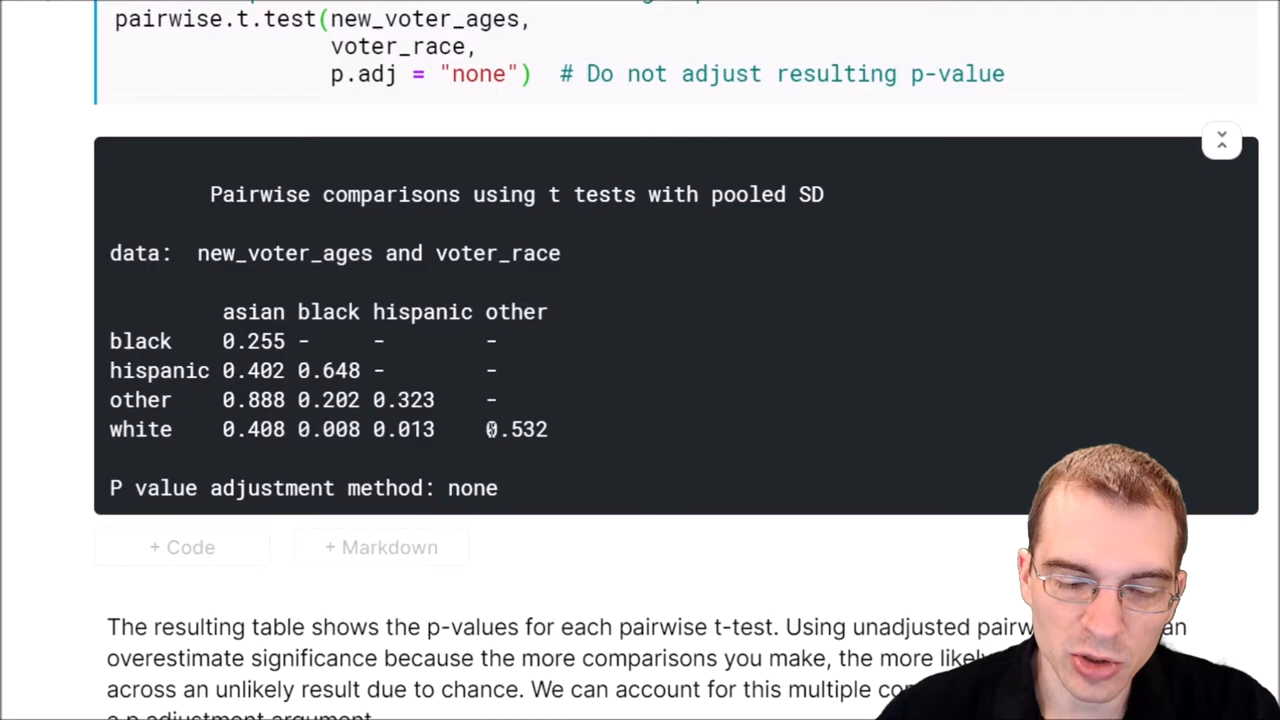 pairwise.t.test(new_voter_ages,
voter_race,
p.adj = "none") # Do not adjust resulting p-value
Pairwise comparisons using t tests with pooled SD
data: new_voter_ages and voter_race
asian black hispanic other
black 0.255 - - -
hispanic 0.402 0.648 - -
other 0.888 0.202 0.323 -
white 0.408 0.008 0.013 0.532
P value adjustment method: none
+ Code + Markdown
The resulting table shows the p-values for each pairwise t-test. Using unadjusted
overestimate significance because the more comparisons you make, the more
across an unlikely result due to chance. We can account for this multiple
a p adjustment argument.